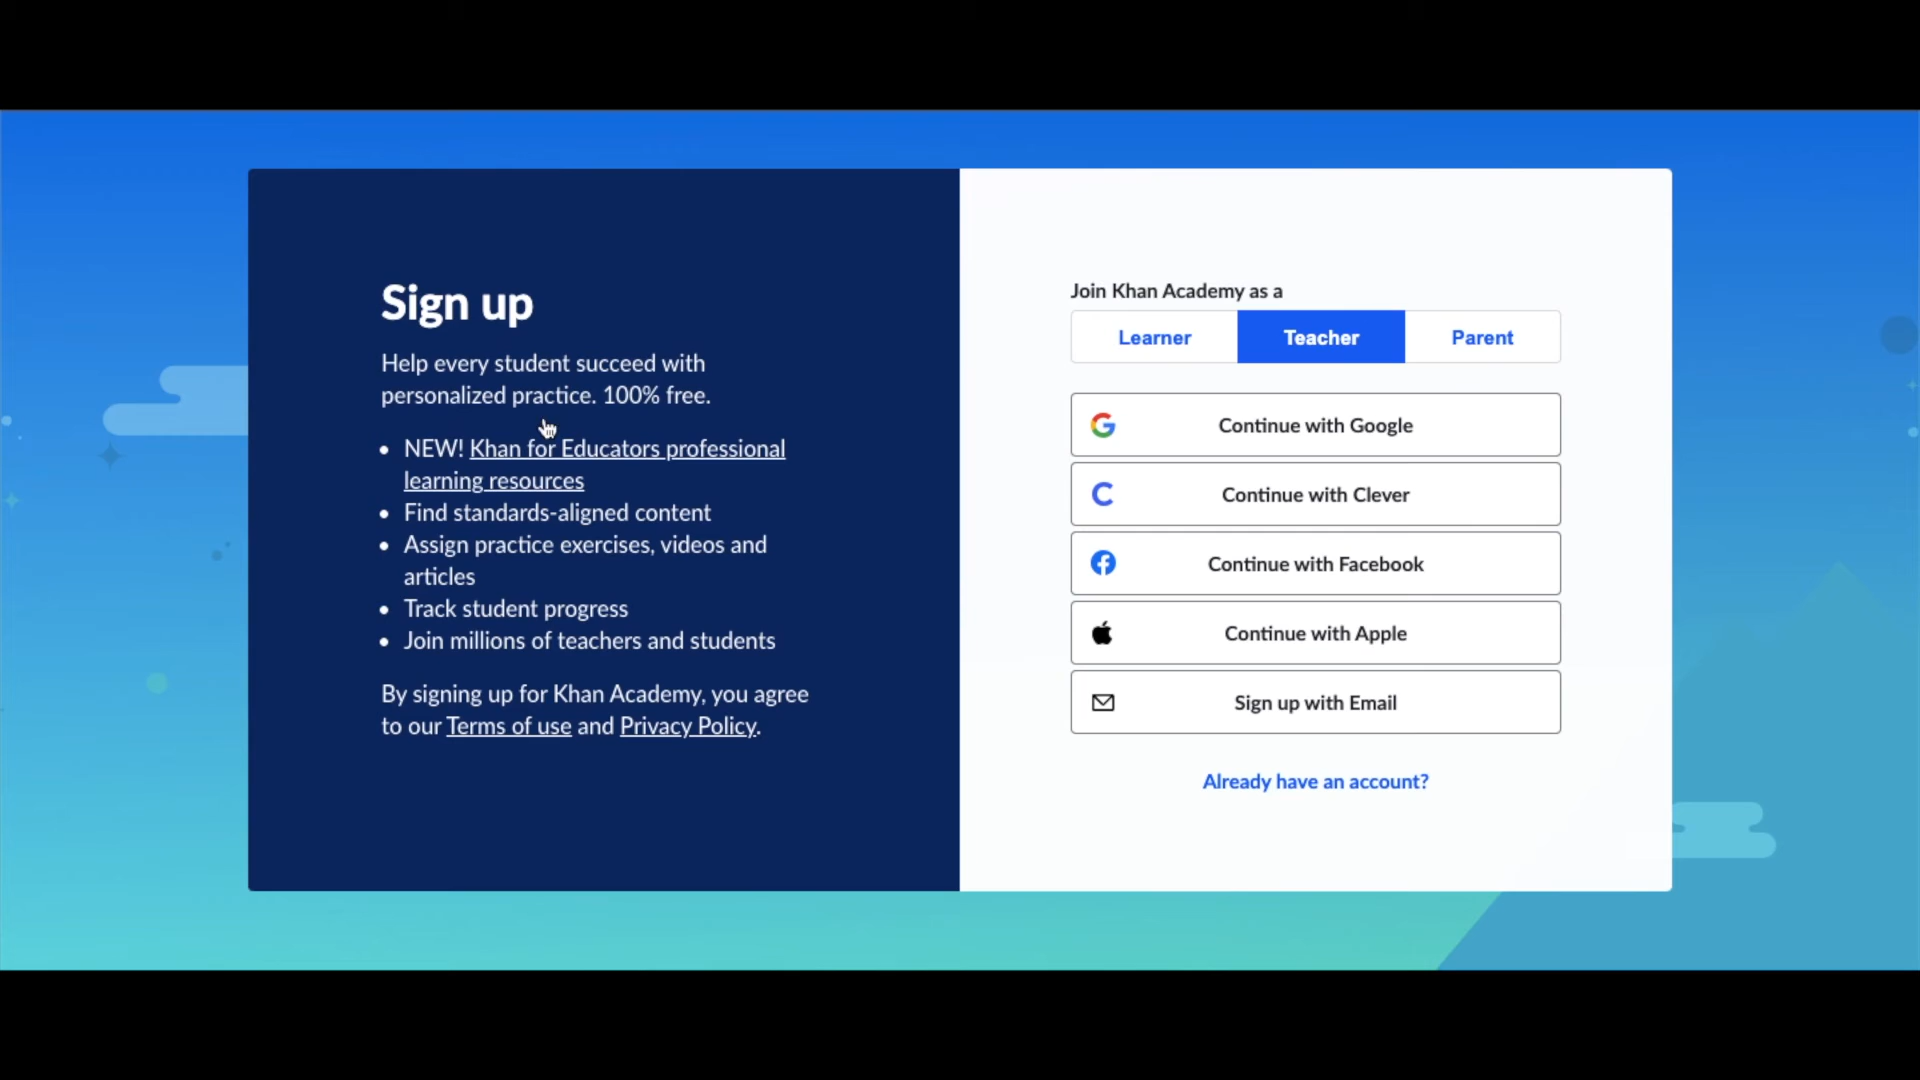 Sign up
Help every student succeed with
personalized practice. 100% free.
• NEW! Khan for Educators professional
learning resources
• Find standards-aligned content
• Assign practice exercises, videos and
articles
• Track student progress
• Join millions of teachers and students
By signing up for Khan Academy, you agree
to our Terms of use and Privacy Policy.
Join Khan Academy as a
Learner Teacher Parent
Continue with Google
Continue with Clever
Continue with Facebook
Continue with Apple
Sign up with Email
Already have an account?